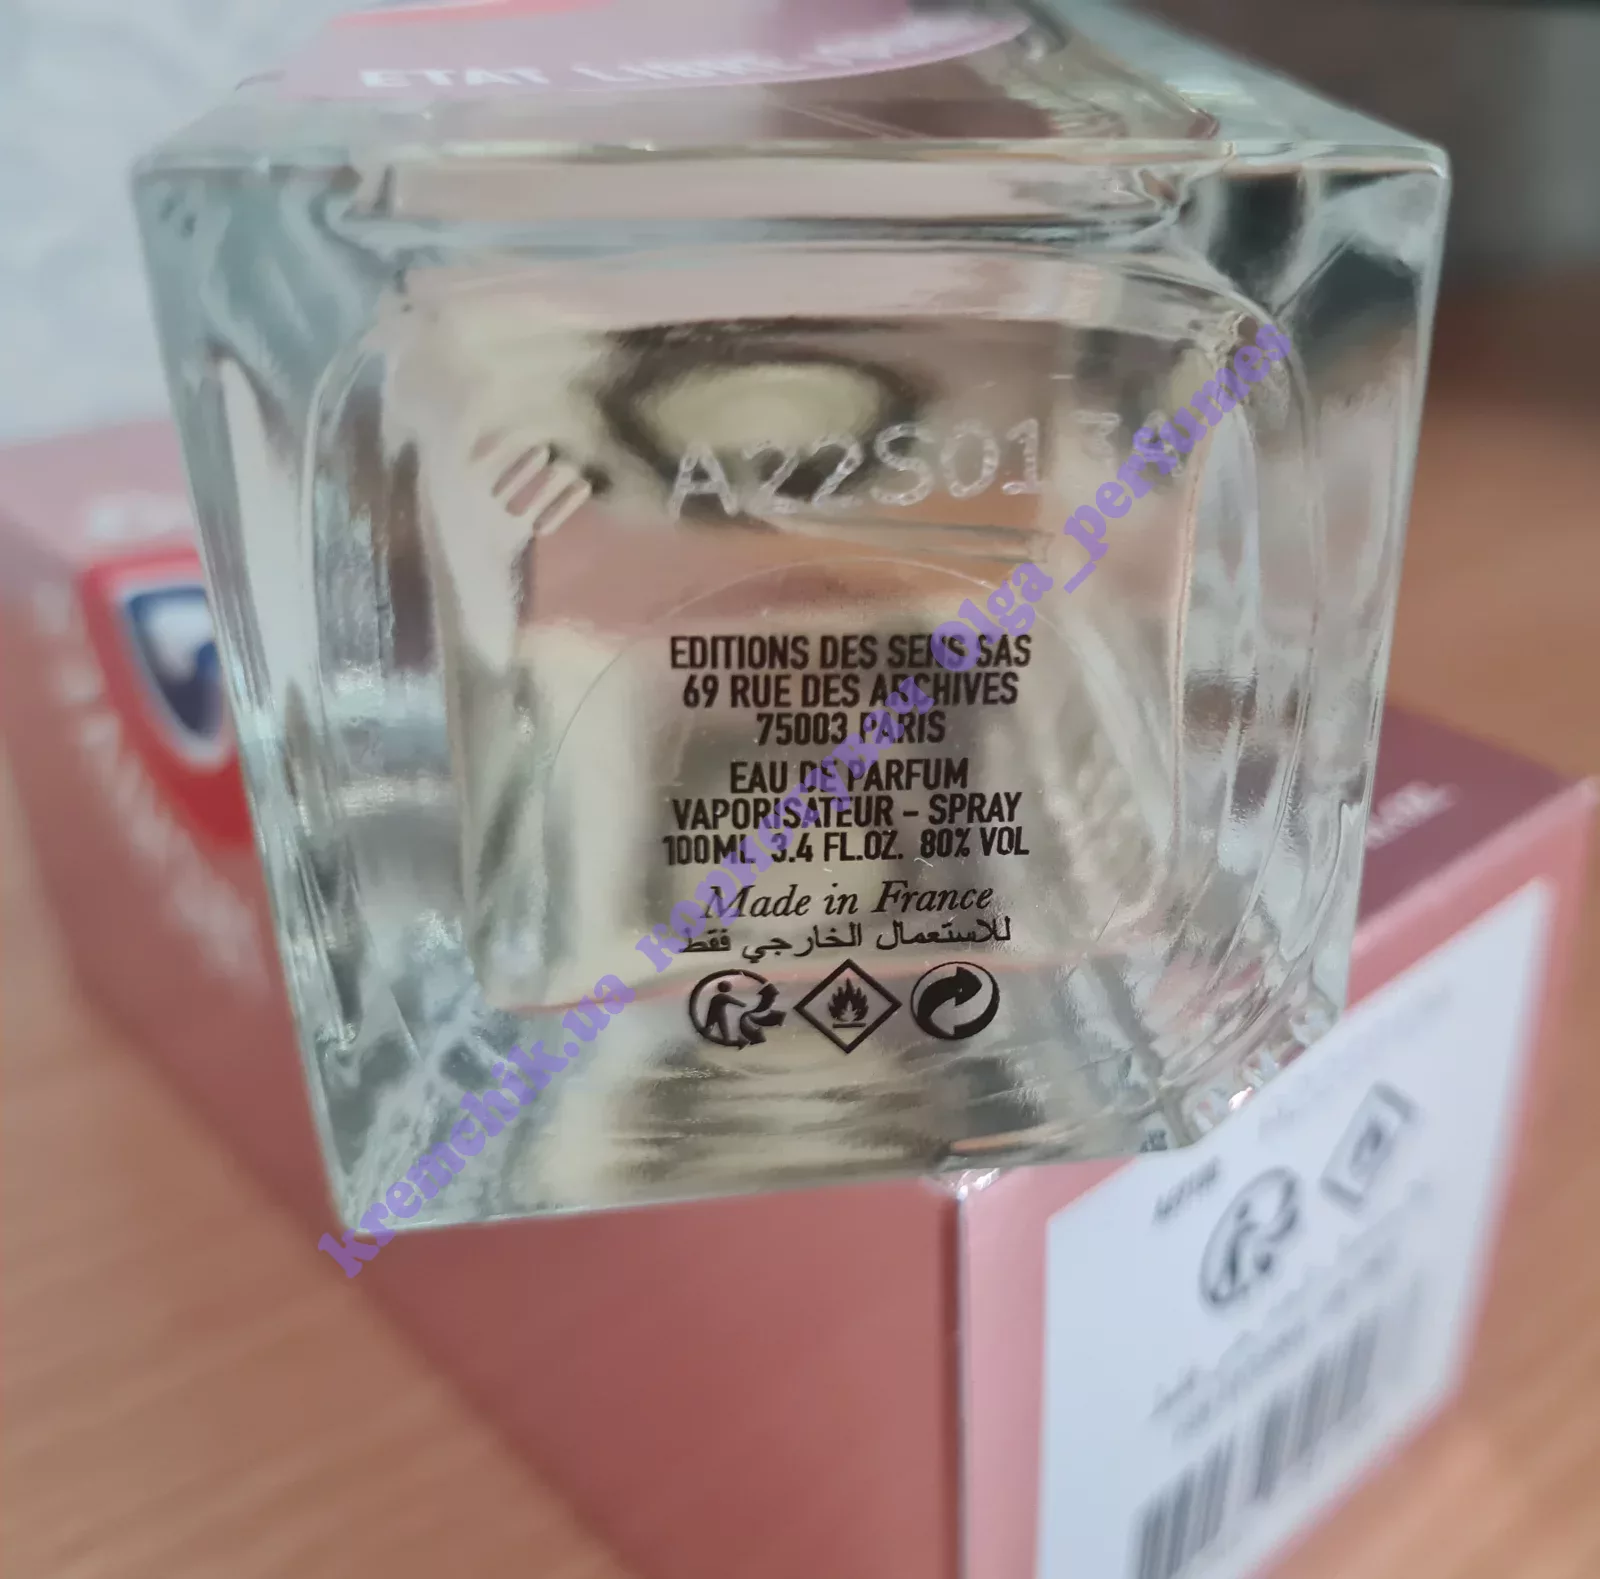 ETAT LIBRE
A22S01
EDITIONS DES SENS SAS
69 RUE DES ARCHIVES
75003 PARIS
EAU DE PARFUM
VAPORISATEUR – SPRAY
100ML 3.4 FL.OZ. 80% VOL
Made in France
للاستعمال الخارجي فقط
kremchik.ua Olga_perfumes